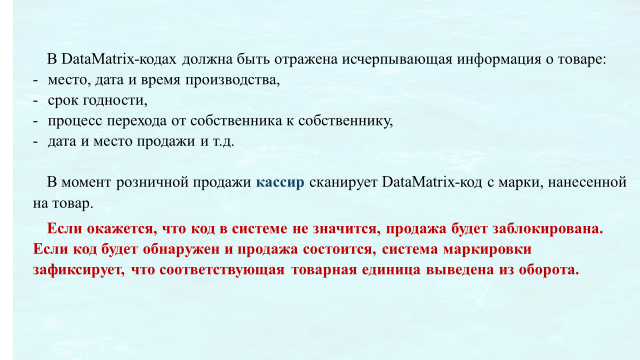 В DataMatrix-кодах должна быть отражена исчерпывающая информация о товаре:
- место, дата и время производства,
- срок годности,
- процесс перехода от собственника к собственнику,
- дата и место продажи и т.д.
В момент розничной продажи кассир сканирует DataMatrix-код с марки, нанесенной
на товар.
Если окажется, что код в системе не значится, продажа будет заблокирована.
Если код будет обнаружен и продажа состоится, система маркировки
зафиксирует, что соответствующая товарная единица выведена из оборота.